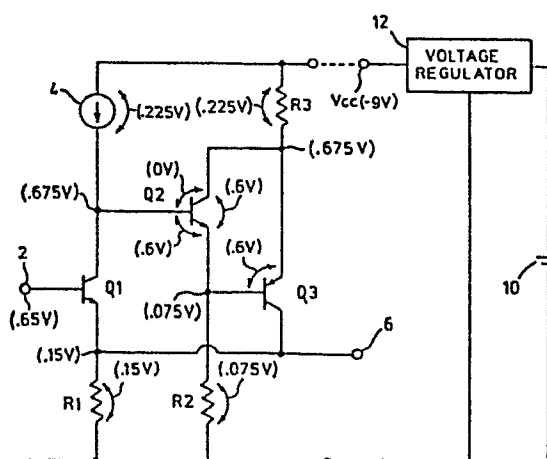 12
VOLTAGE
REGULATOR
4
(.225V)
(.225V)
R3
Vcc(-9V)
(0V)
(.675V)
(.675V)
Q2
(.6V)
(.6V)
(.6V)
2
Q1
Q3
10
(.65V)
(.075V)
6
(.15V)
(.15V)
(.075V)
R1
R2